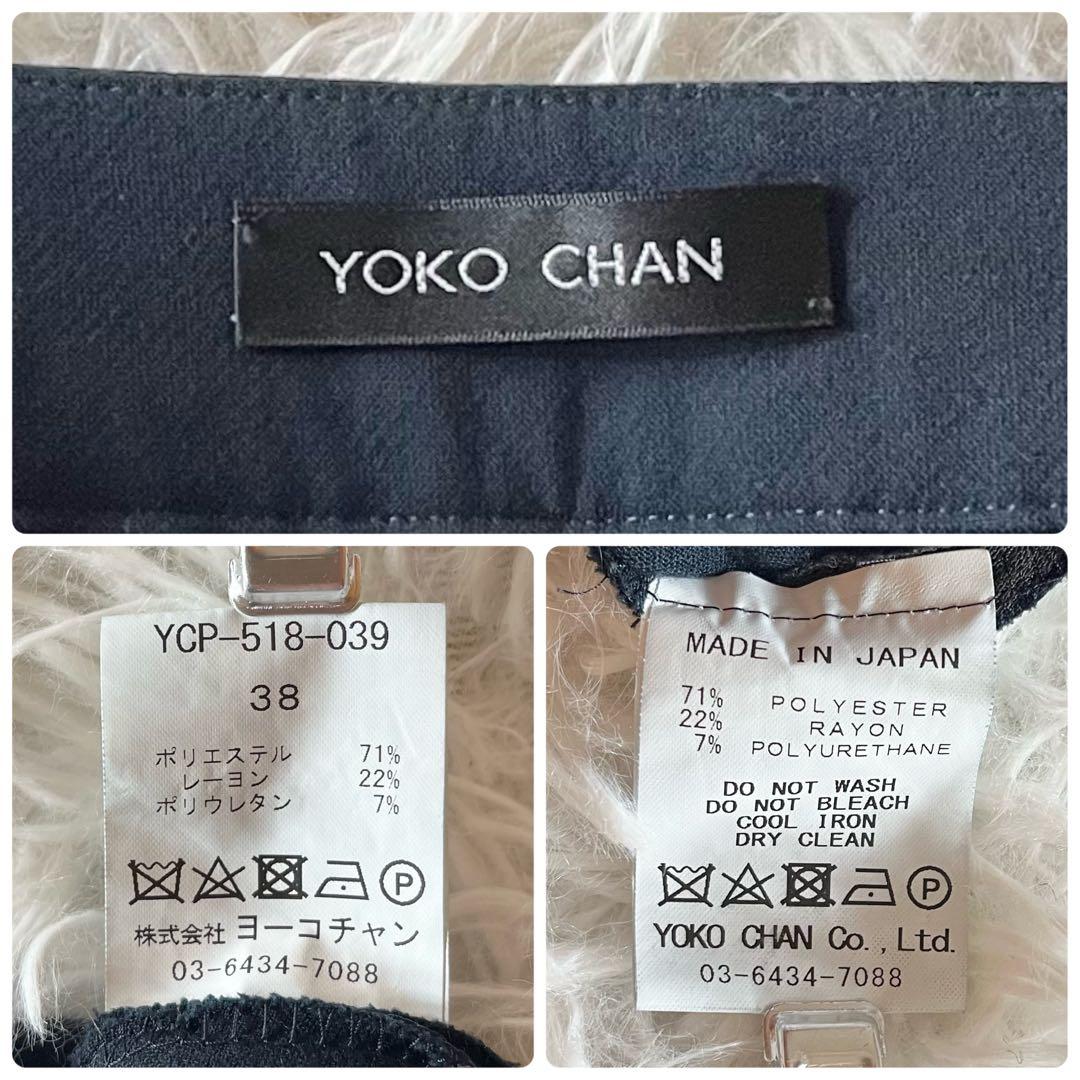 YOKO CHAN
YCP-518-039
38
ポリエステル 71%
レーヨン 22%
ポリウレタン 7%
P
株式会社 ヨーコチャン
03-6434-7088
MADE IN JAPAN
71% POLYESTER
22% RAYON
7% POLYURETHANE
DO NOT WASH
DO NOT BLEACH
COOL IRON
DRY CLEAN
P
YOKO CHAN Co., Ltd.
03-6434-7088